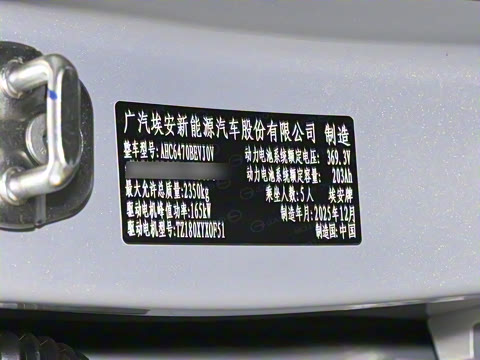 广汽埃安新能源汽车股份有限公司 制造
整车型号:AHC6470BEVJ0V 动力电池系统额定电压: 369.3V
动力电池系统额定容量: 203Ah
最大允许总质量:2350kg 乘坐人数:5人 埃安牌
驱动电机峰值功率:165kW 制造年月:2025年12月
驱动电机型号:TZ180XYX0F51 制造国:中国